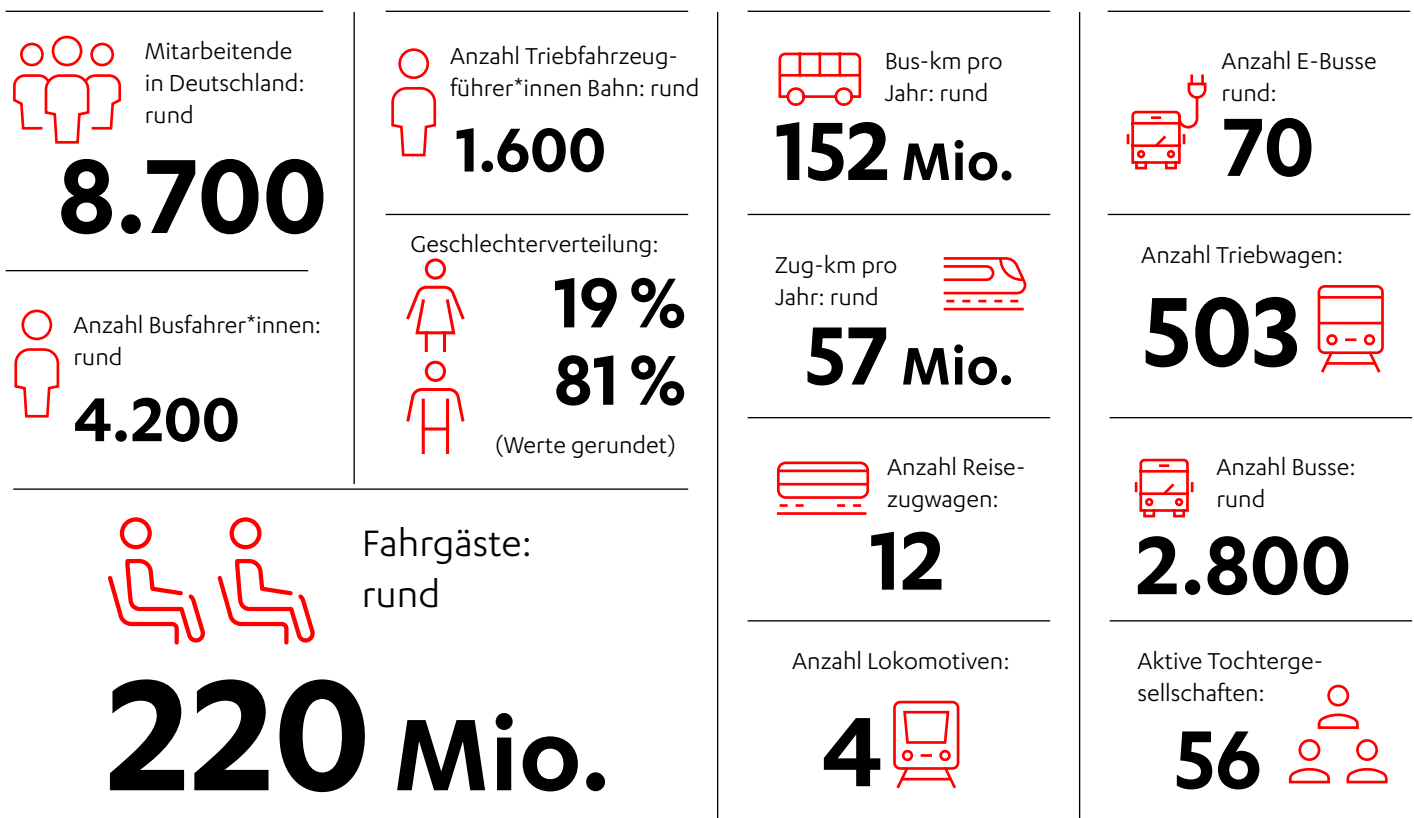 Mitarbeitende
in Deutschland:
rund
8.700
Anzahl Busfahrer*innen:
rund
4.200
Anzahl Triebfahrzeug-
führer*innen Bahn: rund
1.600
Geschlechterverteilung:
19 %
81 %
(Werte gerundet)
Fahrgäste:
rund
220 Mio.
Bus-km pro
Jahr: rund
152 Mio.
Zug-km pro
Jahr: rund
57 Mio.
Anzahl Reise-
zugwagen:
12
Anzahl Lokomotiven:
4
Anzahl E-Busse
rund:
70
Anzahl Triebwagen:
503
Anzahl Busse:
rund
2.800
Aktive Tochterge-
sellschaften:
56